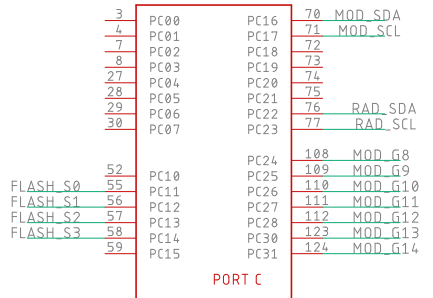 3 PC00 PC16 70 MOD_SDA
4 PC01 PC17 71 MOD_SCL
7 PC02 PC18 72
8 PC03 PC19 73
27 PC04 PC20 74
28 PC05 PC21 75
29 PC06 PC22 76 RAD_SDA
30 PC07 PC23 77 RAD_SCL
PC24 108 MOD_G8
52 PC10 PC25 109 MOD_G9
FLASH_S0 55 PC11 PC26 110 MOD_G10
FLASH_S1 56 PC12 PC27 111 MOD_G11
FLASH_S2 57 PC13 PC28 112 MOD_G12
FLASH_S3 58 PC14 PC30 123 MOD_G13
59 PC15 PC31 124 MOD_G14
PORT C